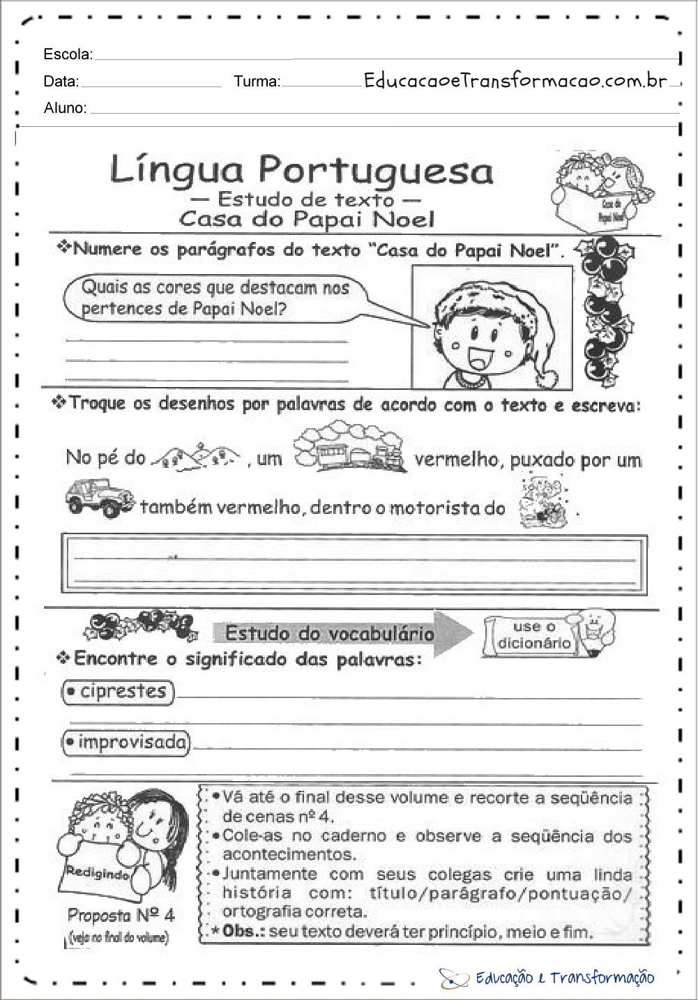 Escola:
Data: Turma: EducacaoeTransformacao.com.br
Aluno:
Língua Portuguesa
— Estudo de texto —
Casa do Papai Noel
Casa do
Papai Noel
❖Numere os parágrafos do texto "Casa do Papai Noel".
Quais as cores que destacam nos
pertences de Papai Noel?
❖Troque os desenhos por palavras de acordo com o texto e escreva:
No pé do , um vermelho, puxado por um
também vermelho, dentro o motorista do .
Estudo do vocabulário
use o
dicionário
❖Encontre o significado das palavras:
• ciprestes
• improvisada
Redigindo
Proposta Nº 4
(veja no final do volume)
•Vá até o final desse volume e recorte a seqüência
de cenas nº 4.
•Cole-as no caderno e observe a seqüência dos
acontecimentos.
•Juntamente com seus colegas crie uma linda
história com: título/parágrafo/pontuação/
ortografia correta.
*Obs.: seu texto deverá ter princípio, meio e fim.
Educação e Transformação